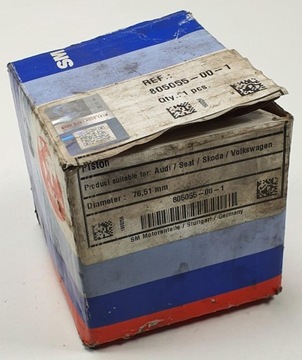 SM
REF.:
805055-00-1
Qty.: 1 pcs.
Piston
Product suitable for: Audi / Seat / Skoda / Volkswagen
Diameter : 76,51 mm
805055-00-1
SM Motorenteile / Stuttgart / Germany